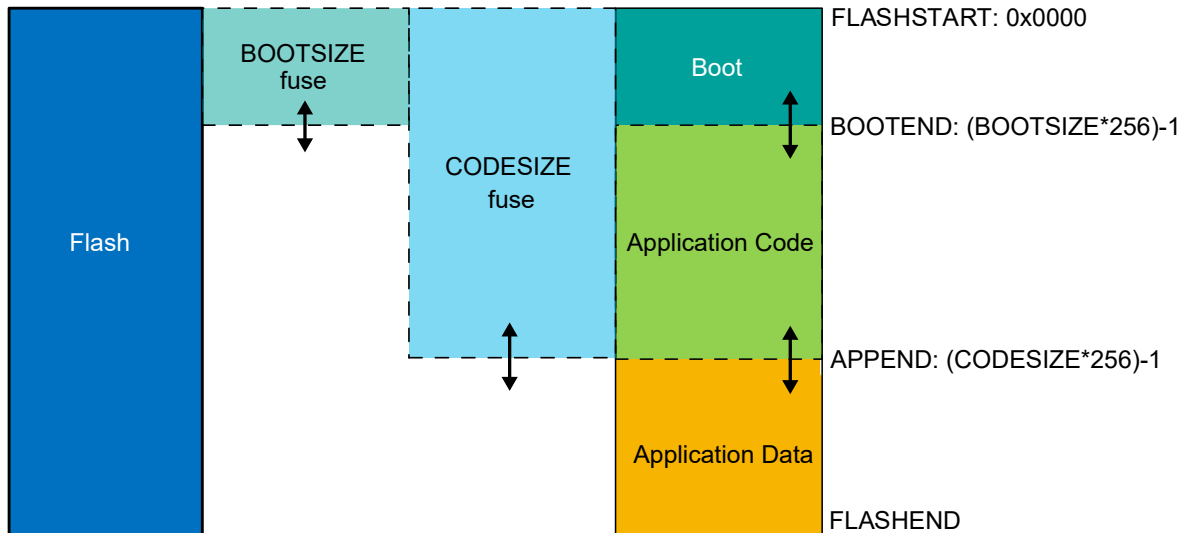 FLASHSTART: 0x0000
BOOTSIZE
fuse
Boot
BOOTEND: (BOOTSIZE*256)-1
CODESIZE
fuse
Flash
Application Code
APPEND: (CODESIZE*256)-1
Application Data
FLASHEND